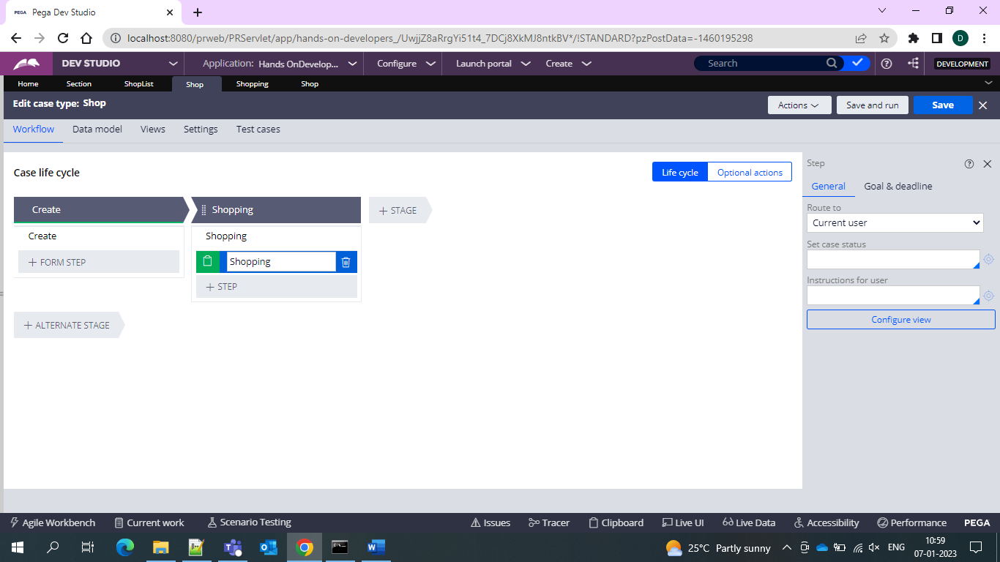 PEGA Pega Dev Studio
localhost:8080/prweb/PRServlet/app/hands-on-developers_/UwjjZ8aRrgYi51t4_7DCj8XkMJ8ntkBV*/!STANDARD?pzPostData=-1460195298
D
DEV STUDIO Application: Hands OnDevelop... Configure Launch portal Create Search DEVELOPMENT
Home Section ShopList Shop Shopping Shop
Edit case type: Shop Actions Save and run Save
Workflow Data model Views Settings Test cases
Case life cycle Life cycle Optional actions
Create Shopping + STAGE
Create Shopping
+ FORM STEP Shopping
+ STEP
+ ALTERNATE STAGE
Step
General Goal & deadline
Route to
Current user
Set case status
Instructions for user
Configure view
Agile Workbench Current work Scenario Testing Issues Tracer Clipboard Live UI Live Data Accessibility Performance PEGA
25°C Partly sunny ENG 10:59
07-01-2023